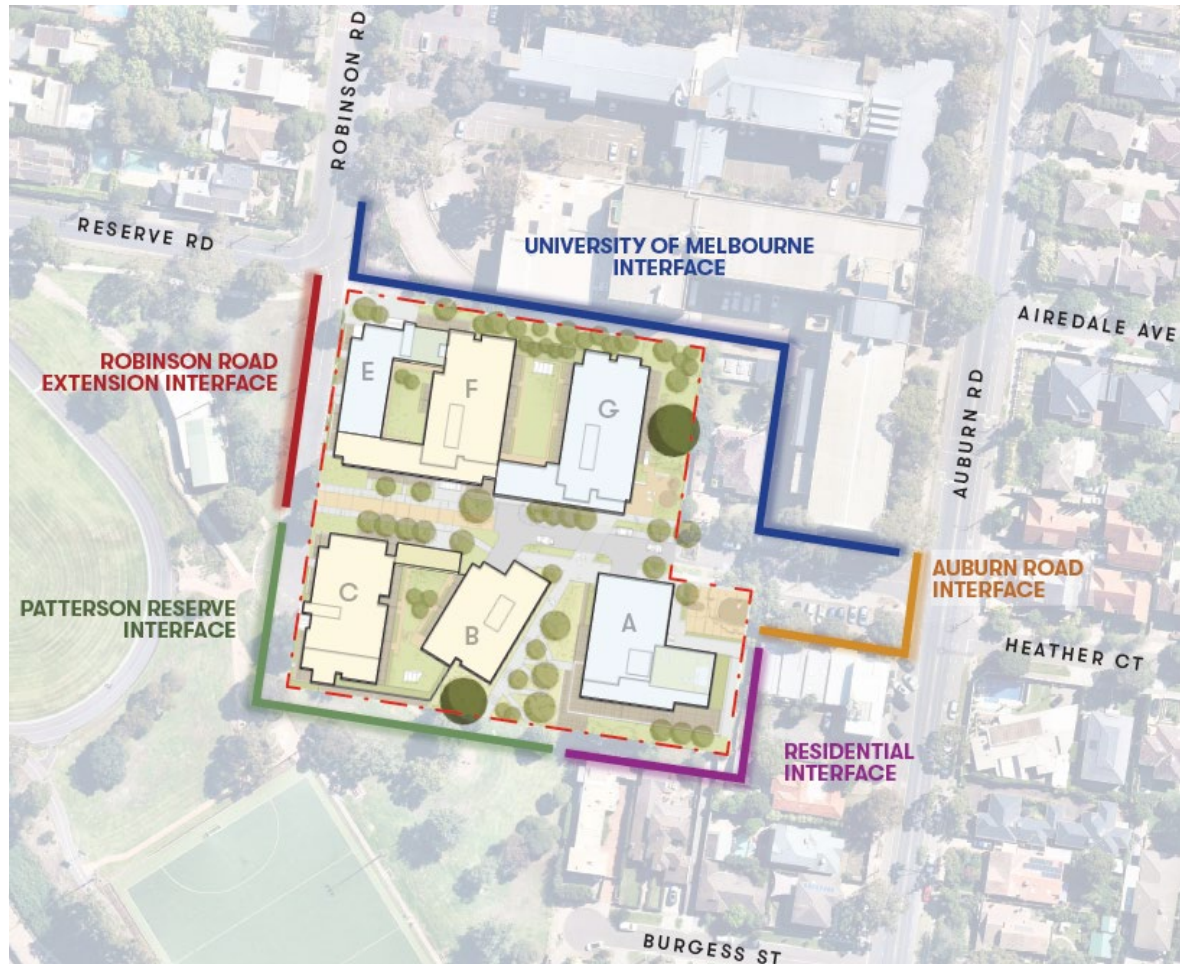 ROBINSON RD
RESERVE RD
UNIVERSITY OF MELBOURNE
INTERFACE
AIREDALE AVE
ROBINSON ROAD
EXTENSION INTERFACE
E
F
G
AUBURN RD
PATTERSON RESERVE
INTERFACE
C
B
A
AUBURN ROAD
INTERFACE
HEATHER CT
RESIDENTIAL
INTERFACE
BURGESS ST